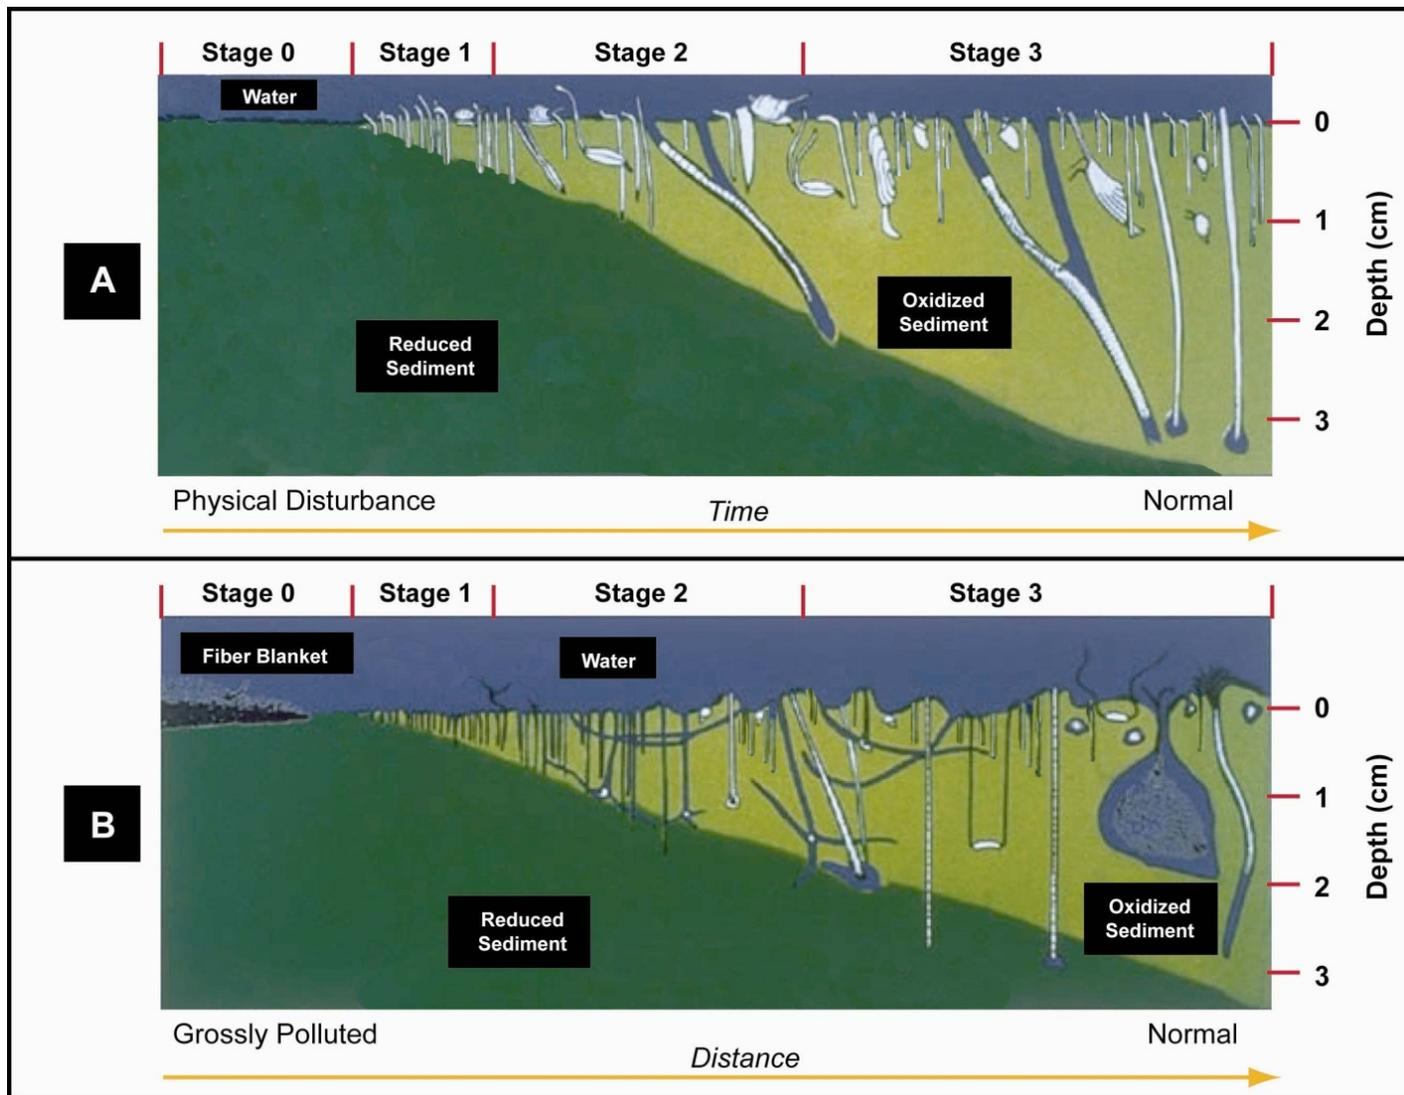 Stage 0 Stage 1 Stage 2 Stage 3
Water
0
1
2
3
Depth (cm)
A
Oxidized
Sediment
Reduced
Sediment
Physical Disturbance
Time
Normal
Stage 0 Stage 1 Stage 2 Stage 3
Fiber Blanket
Water
0
1
2
3
Depth (cm)
B
Reduced
Sediment
Oxidized
Sediment
Grossly Polluted
Distance
Normal